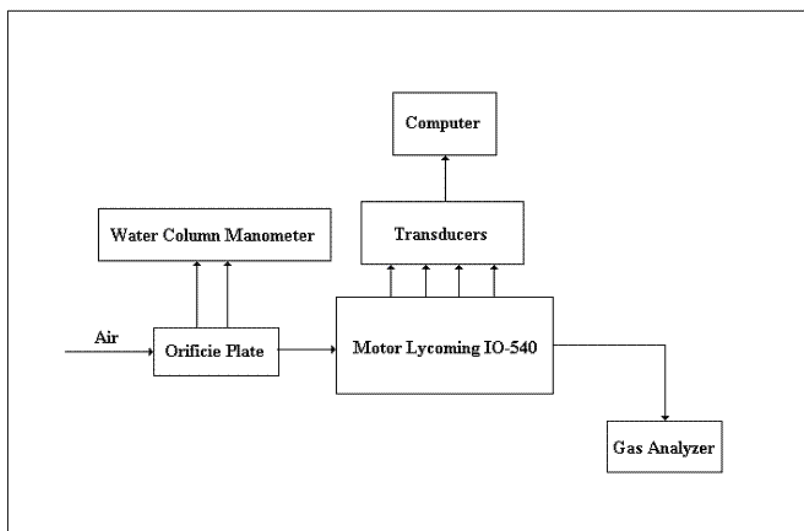 Computer
Water Column Manometer
Transducers
Air
Orificie Plate
Motor Lycoming IO-540
Gas Analyzer